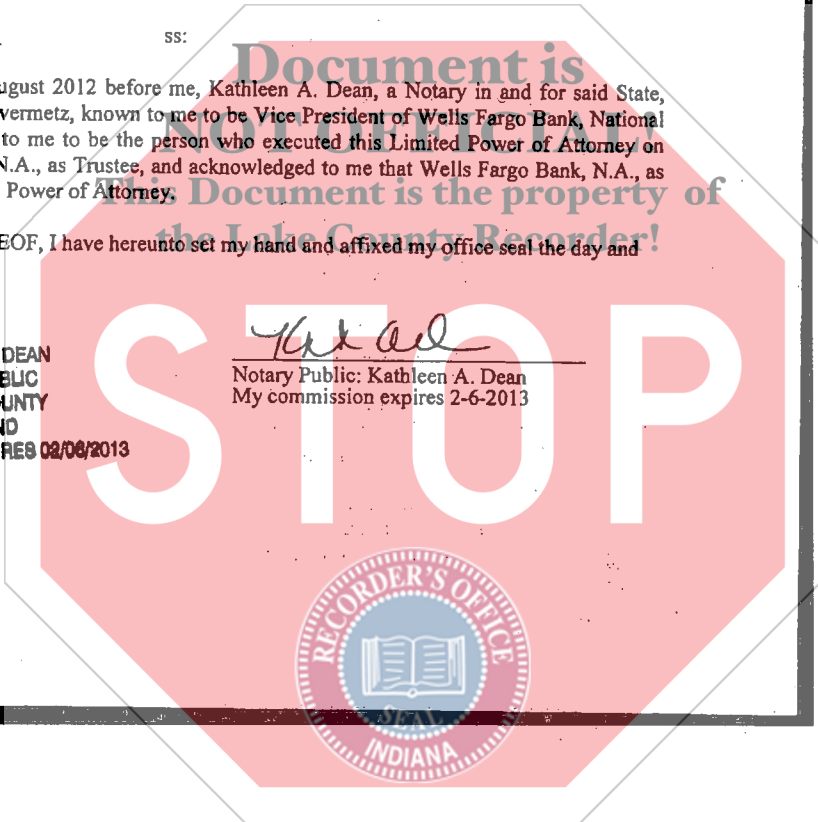 ss:
Document is
ugust 2012 before me, Kathleen A. Dean, a Notary in and for said State,
vermetz, known to me to be Vice President of Wells Fargo Bank, National
NOT OFFICIAL!
to me to be the person who executed this Limited Power of Attorney on
N.A., as Trustee, and acknowledged to me that Wells Fargo Bank, N.A., as
Power of Attorney.
This Document is the property of
the Lake County Recorder!
EOF, I have hereunto set my hand and affixed my office seal the day and
STOP
DEAN
BLIC
UNTY
ND
RES 02/06/2013
Notary Public: Kathleen A. Dean
My commission expires 2-6-2013
RECORDER'S OFFICE
SEAL
INDIANA